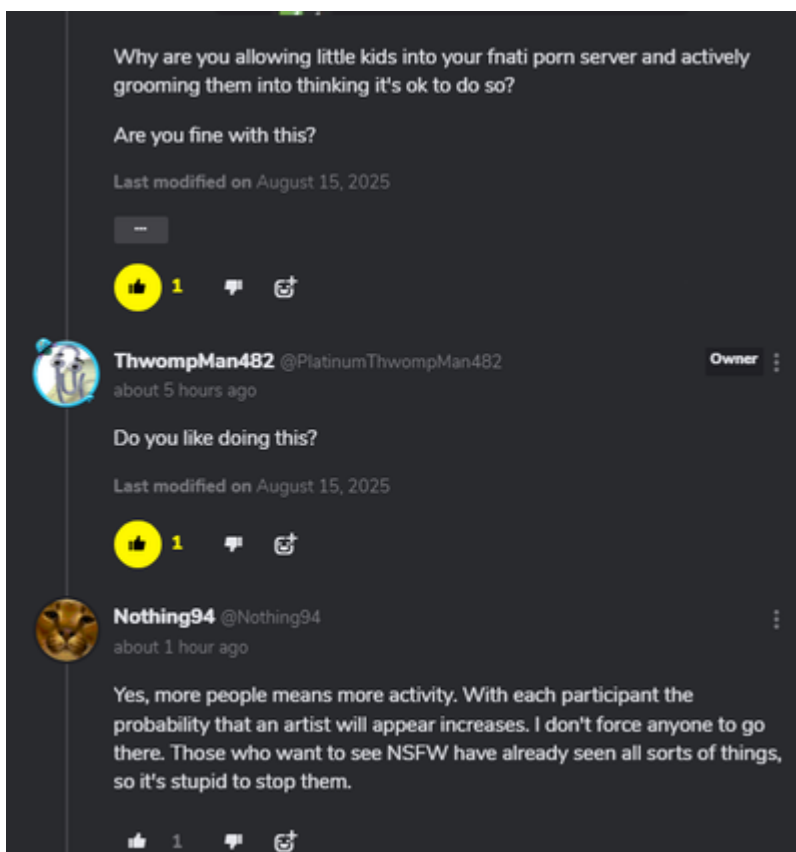 Why are you allowing little kids into your fnati porn server and actively
grooming them into thinking it's ok to do so?
Are you fine with this?
Last modified on August 15, 2025
1
ThwompMan482 @PlatinumThwompMan482
Owner
about 5 hours ago
Do you like doing this?
Last modified on August 15, 2025
1
Nothing94 @Nothing94
about 1 hour ago
Yes, more people means more activity. With each participant the
probability that an artist will appear increases. I don't force anyone to go
there. Those who want to see NSFW have already seen all sorts of things,
so it's stupid to stop them.
1